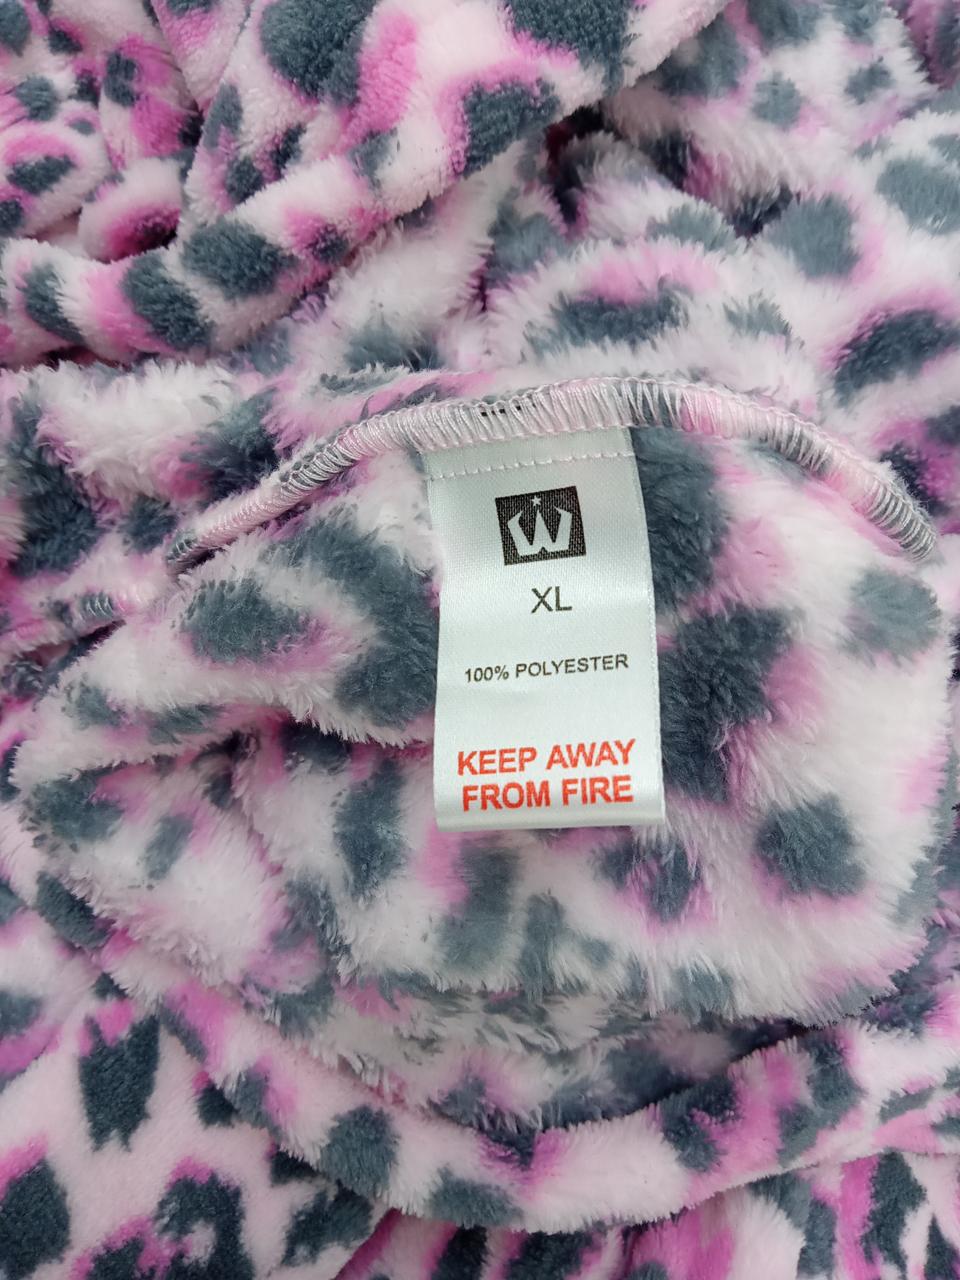 W
XL
100% POLYESTER
KEEP AWAY
FROM FIRE